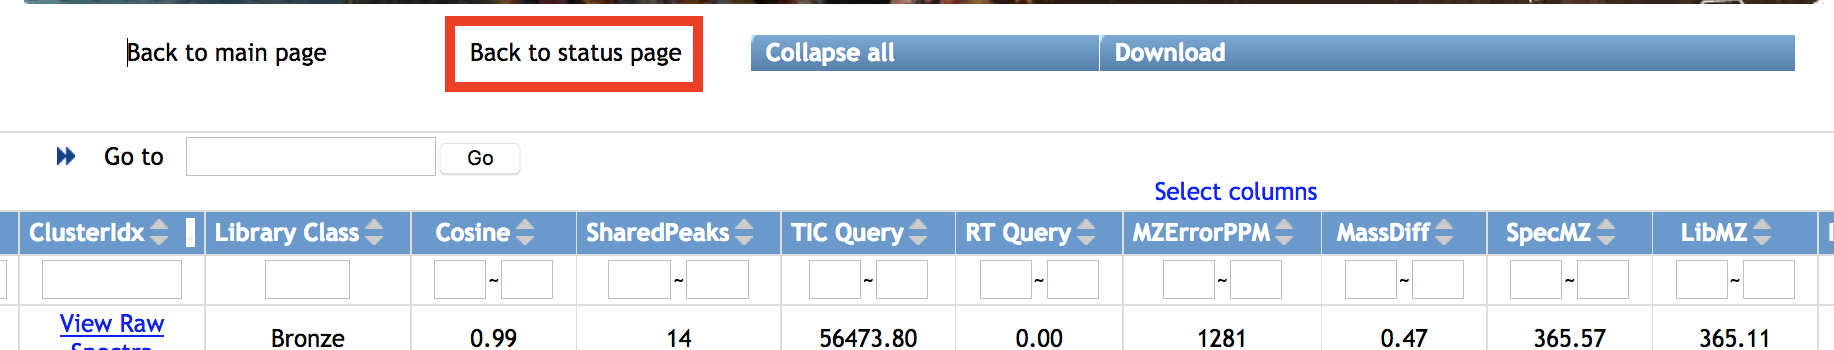 Back to main page Back to status page Collapse all Download
Go to Go
Select columns
ClusterIdx Library Class Cosine SharedPeaks TIC Query RT Query MZErrorPPM MassDiff SpecMZ LibMZ
~ ~ ~ ~ ~ ~ ~ ~
View Raw Spectra Bronze 0.99 14 56473.80 0.00 1281 0.47 365.57 365.11